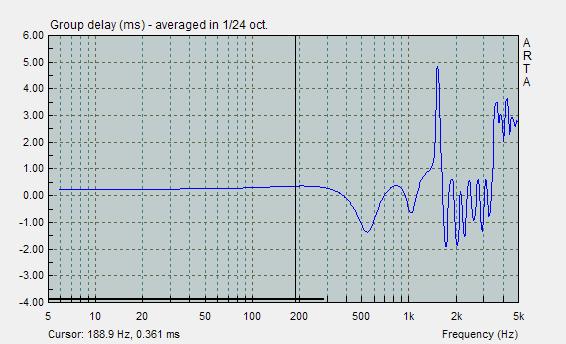 Group delay (ms) - averaged in 1/24 oct.
6.00
5.00
4.00
3.00
2.00
1.00
0.00
-1.00
-2.00
-3.00
-4.00
A
R
T
A
5 10 20 50 100 200 500 1k 2k 5k
Cursor: 188.9 Hz, 0.361 ms Frequency (Hz)